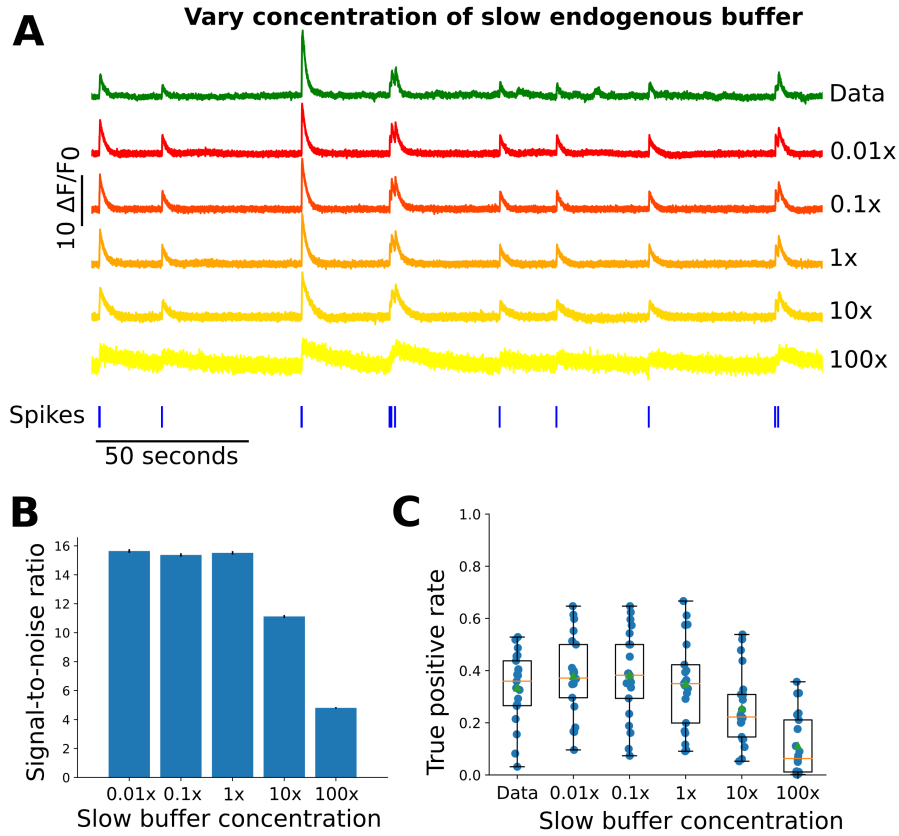 Vary concentration of slow endogenous buffer
A
Data
0.01x
0.1x
1x
10x
100x
10 ΔF/F0
Spikes
50 seconds
B
Signal-to-noise ratio
16
14
12
10
8
6
4
2
0
0.01x 0.1x 1x 10x 100x
Slow buffer concentration
C
True positive rate
1.0
0.8
0.6
0.4
0.2
0.0
Data 0.01x 0.1x 1x 10x 100x
Slow buffer concentration